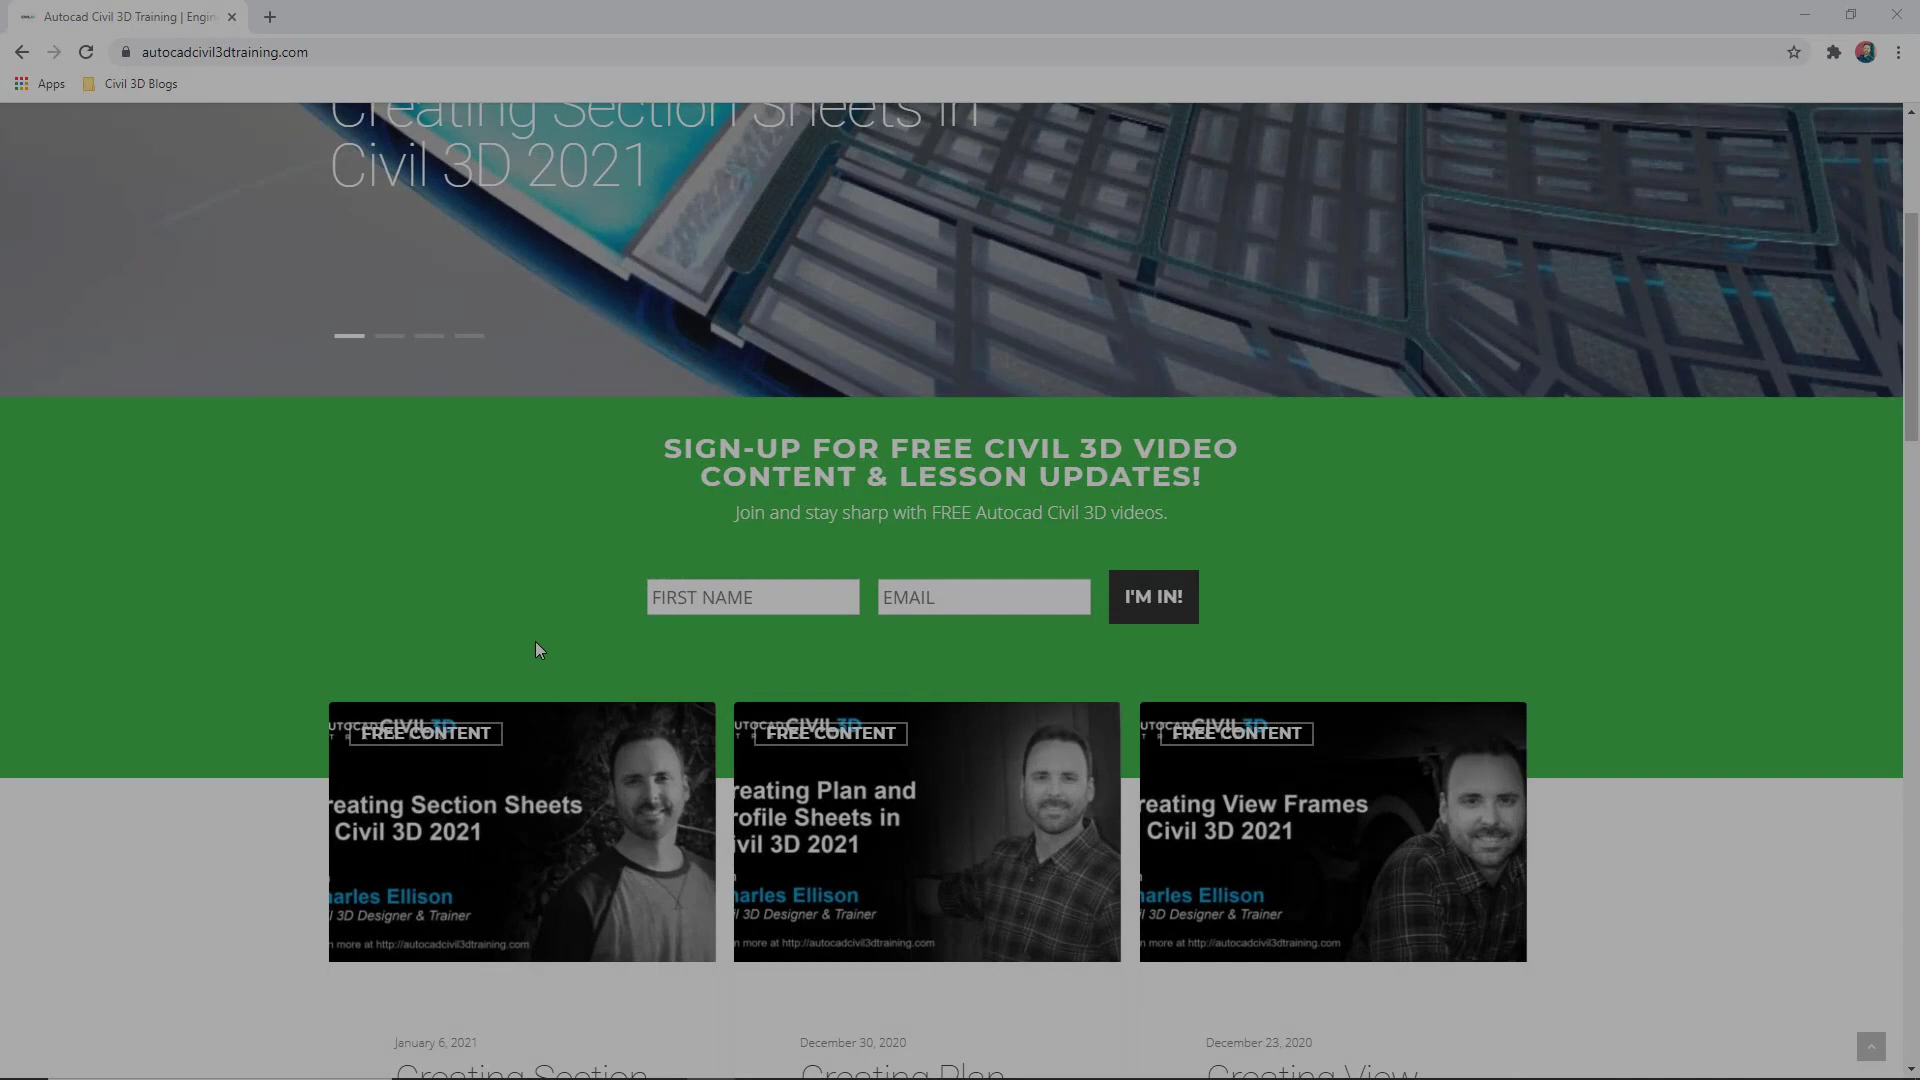 Autocad Civil 3D Training | Engin
autocadcivil3dtraining.com
Apps
Civil 3D Blogs
Creating Section Sheets in
Civil 3D 2021
SIGN-UP FOR FREE CIVIL 3D VIDEO
CONTENT & LESSON UPDATES!
Join and stay sharp with FREE Autocad Civil 3D videos.
FIRST NAME
EMAIL
I'M IN!
UTOCAD CIVIL 3D
FREE CONTENT
reating Section Sheets
Civil 3D 2021
harles Ellison
l 3D Designer & Trainer
n more at http://autocadcivil3dtraining.com
January 6, 2021
Creating Section
UTOCAD CIVIL 3D
FREE CONTENT
reating Plan and
rofile Sheets in
ivil 3D 2021
harles Ellison
il 3D Designer & Trainer
n more at http://autocadcivil3dtraining.com
December 30, 2020
Creating Plan
UTOCAD CIVIL 3D
FREE CONTENT
reating View Frames
Civil 3D 2021
harles Ellison
il 3D Designer & Trainer
n more at http://autocadcivil3dtraining.com
December 23, 2020
Creating View